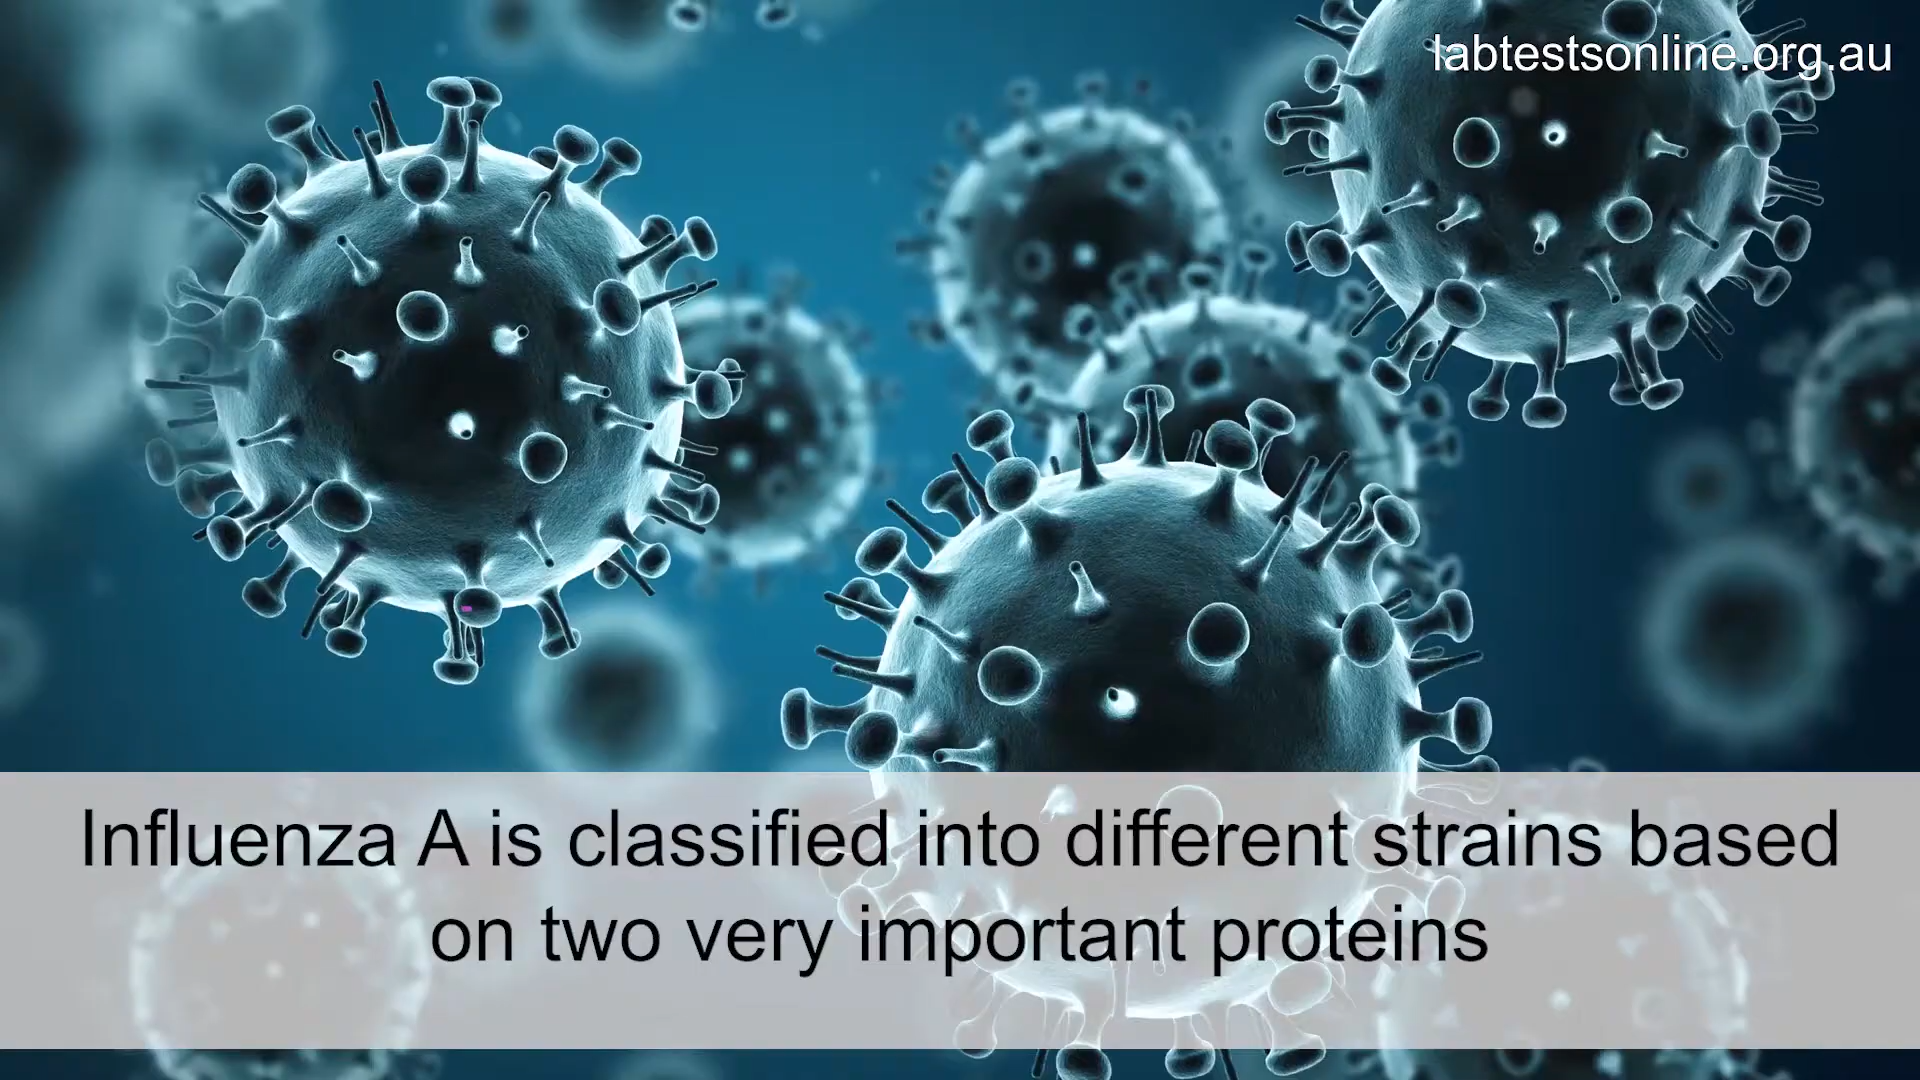 labtestsonline.org.au
Influenza A is classified into different strains based
on two very important proteins